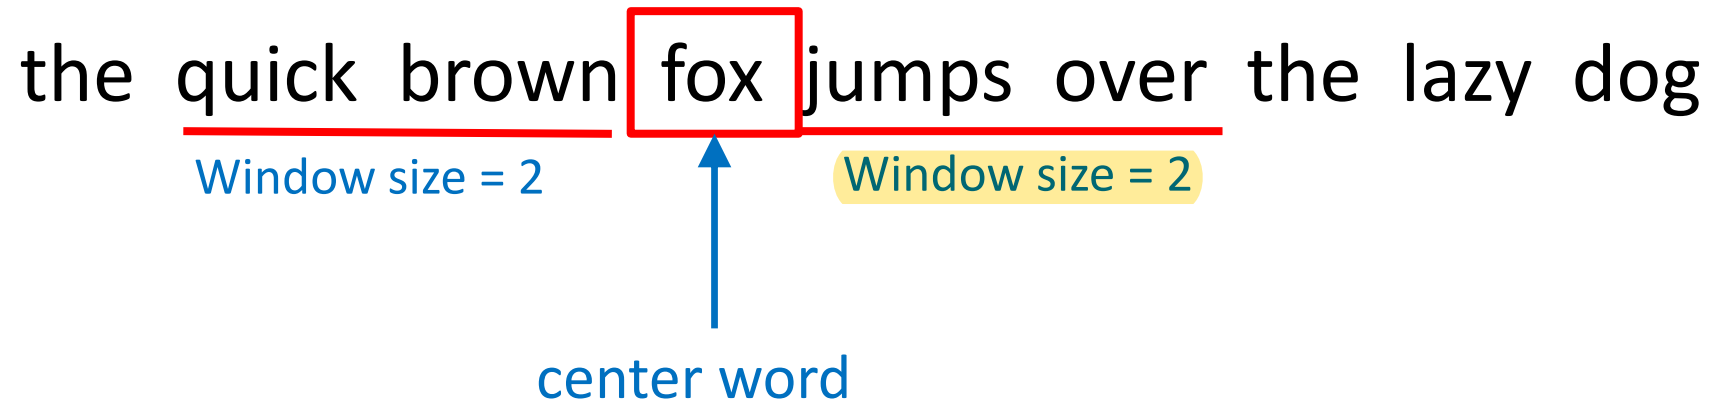 the quick brown fox jumps over the lazy dog
Window size = 2 Window size = 2
center word